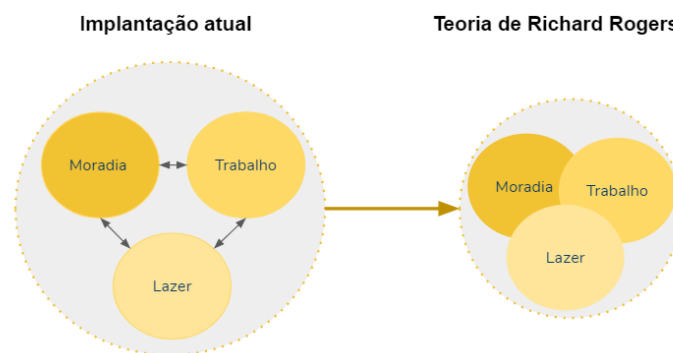 Implantação atual
Teoria de Richard Rogers
Moradia
Trabalho
Lazer
Moradia
Trabalho
Lazer